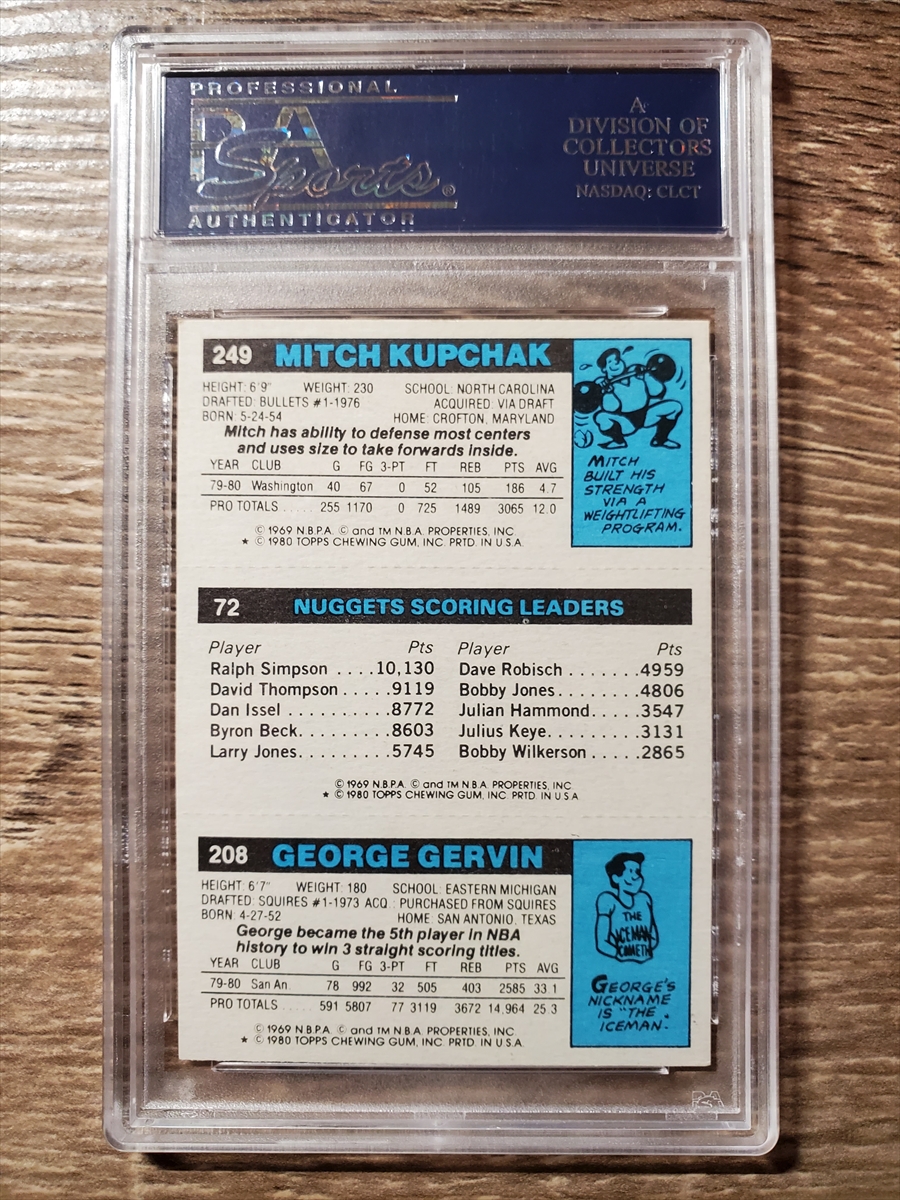 PROFESSIONAL
PSA
Sports®
AUTHENTICATOR
A
DIVISION OF
COLLECTORS
UNIVERSE
NASDAQ: CLCT
249 MITCH KUPCHAK
HEIGHT: 6'9" WEIGHT: 230 SCHOOL: NORTH CAROLINA
DRAFTED: BULLETS #1-1976 ACQUIRED: VIA DRAFT
BORN: 5-24-54 HOME: CROFTON, MARYLAND
Mitch has ability to defense most centers
and uses size to take forwards inside.
YEAR CLUB G FG 3-PT FT REB PTS AVG
79-80 Washington 40 67 0 52 105 186 4.7
PRO TOTALS ..... 255 1170 0 725 1489 3065 12.0
© 1969 N.B.P.A. © and TM N.B.A. PROPERTIES, INC.
★ © 1980 TOPPS CHEWING GUM, INC. PRTD. IN U.S.A.
MITCH
BUILT HIS
STRENGTH
VIA A
WEIGHTLIFTING
PROGRAM.
72 NUGGETS SCORING LEADERS
Player Pts Player Pts
Ralph Simpson ....10,130 Dave Robisch .......4959
David Thompson .....9119 Bobby Jones ........4806
Dan Issel ..........8772 Julian Hammond.....3547
Byron Beck.........8603 Julius Keye........3131
Larry Jones.........5745 Bobby Wilkerson .....2865
© 1969 N.B.P.A. © and TM N.B.A. PROPERTIES, INC.
★ © 1980 TOPPS CHEWING GUM, INC. PRTD. IN U.S.A.
208 GEORGE GERVIN
HEIGHT: 6'7" WEIGHT: 180 SCHOOL: EASTERN MICHIGAN
DRAFTED: SQUIRES #1-1973 ACQ.: PURCHASED FROM SQUIRES
BORN: 4-27-52 HOME: SAN ANTONIO, TEXAS
George became the 5th player in NBA
history to win 3 straight scoring titles.
YEAR CLUB G FG 3-PT FT REB PTS AVG
79-80 San An. 78 992 32 505 403 2585 33.1
PRO TOTALS ..... 591 5807 77 3119 3672 14,964 25.3
© 1969 N.B.P.A. © and TM N.B.A. PROPERTIES, INC.
★ © 1980 TOPPS CHEWING GUM, INC. PRTD. IN U.S.A.
THE
ICEMAN
COMETH
GEORGE'S
NICKNAME
IS "THE
ICEMAN.